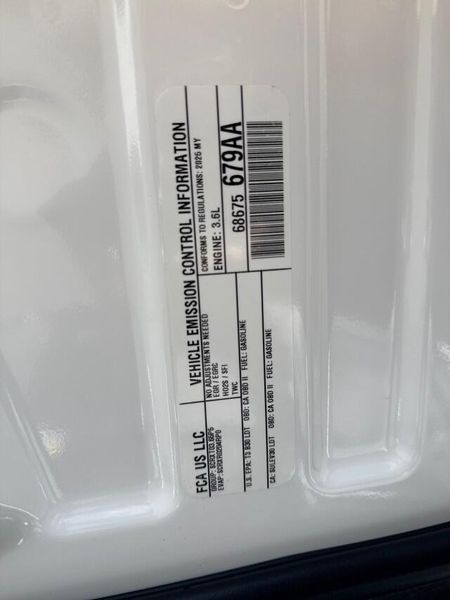 FCA US LLC
VEHICLE EMISSION CONTROL INFORMATION
NO ADJUSTMENTS NEEDED
CONFORMS TO REGULATIONS: 2025 MY
EGR / EGRC
HO2S / SFI
ENGINE: 3.6L
TWC
68675 679AA
U.S. EPA: T3 B30 LDT OBD: CA OBD II FUEL: GASOLINE
CA: SULEV30 LDT OBD: CA OBD II FUEL: GASOLINE